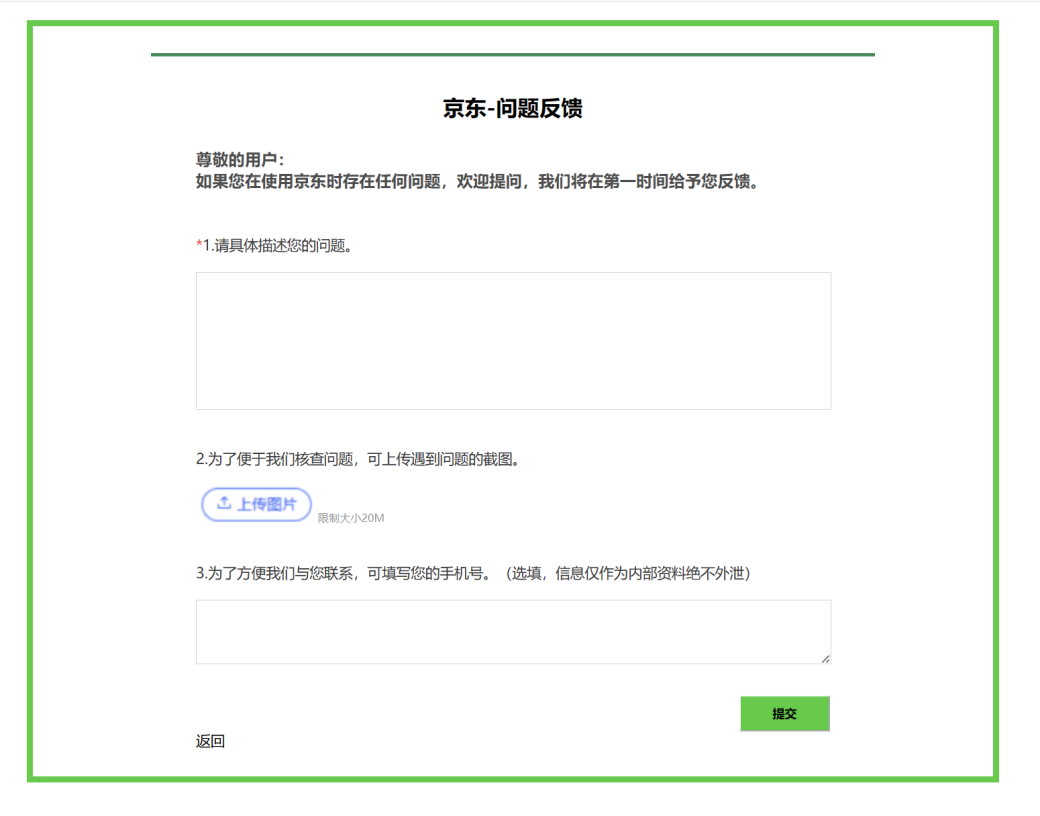 京东-问题反馈
尊敬的用户：
如果您在使用京东时存在任何问题，欢迎提问，我们将在第一时间给予您反馈。
*1.请具体描述您的问题。
2.为了便于我们核查问题，可上传遇到问题的截图。
上传图片
限制大小20M
3.为了方便我们与您联系，可填写您的手机号。（选填，信息仅作为内部资料绝不外泄）
提交
返回